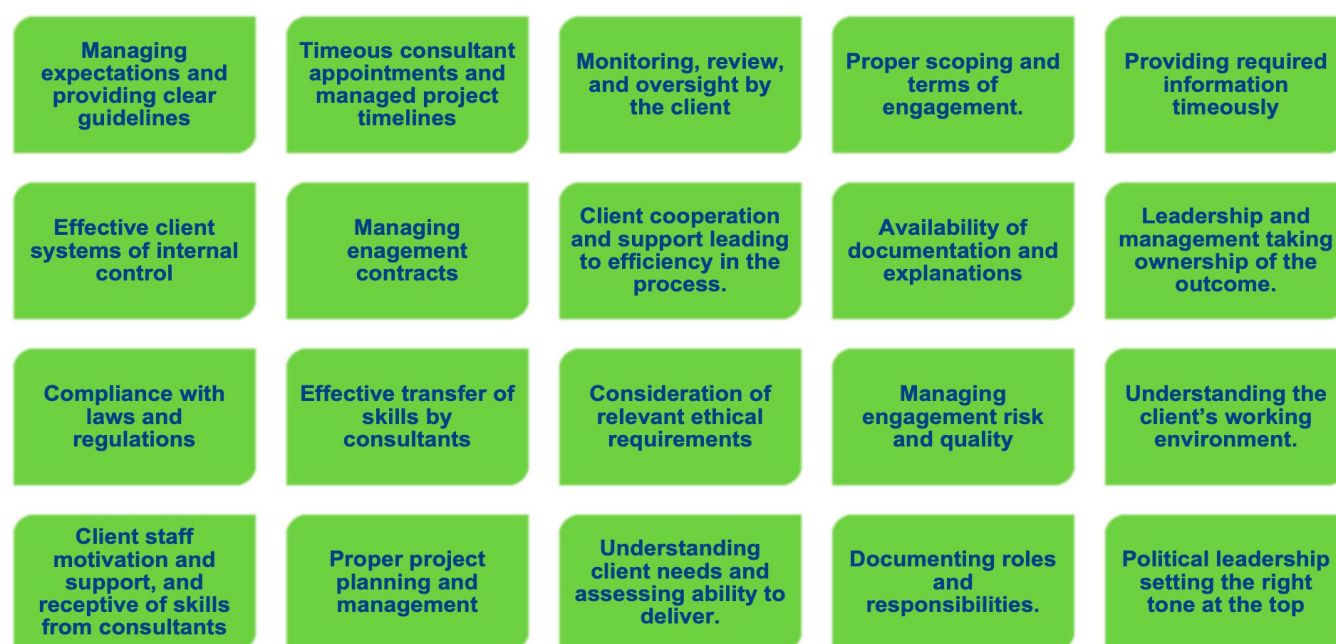 Managing
expectations and
providing clear
guidelines
Timeous consultant
appointments and
managed project
timelines
Monitoring, review,
and oversight by
the client
Proper scoping and
terms of
engagement.
Providing required
information
timeously
Effective client
systems of internal
control
Managing
enagement
contracts
Client cooperation
and support leading
to efficiency in the
process.
Availability of
documentation and
explanations
Leadership and
management taking
ownership of the
outcome.
Compliance with
laws and
regulations
Effective transfer of
skills by
consultants
Consideration of
relevant ethical
requirements
Managing
engagement risk
and quality
Understanding the
client’s working
environment.
Client staff
motivation and
support, and
receptive of skills
from consultants
Proper project
planning and
management
Understanding
client needs and
assessing ability to
deliver.
Documenting roles
and
responsibilities.
Political leadership
setting the right
tone at the top